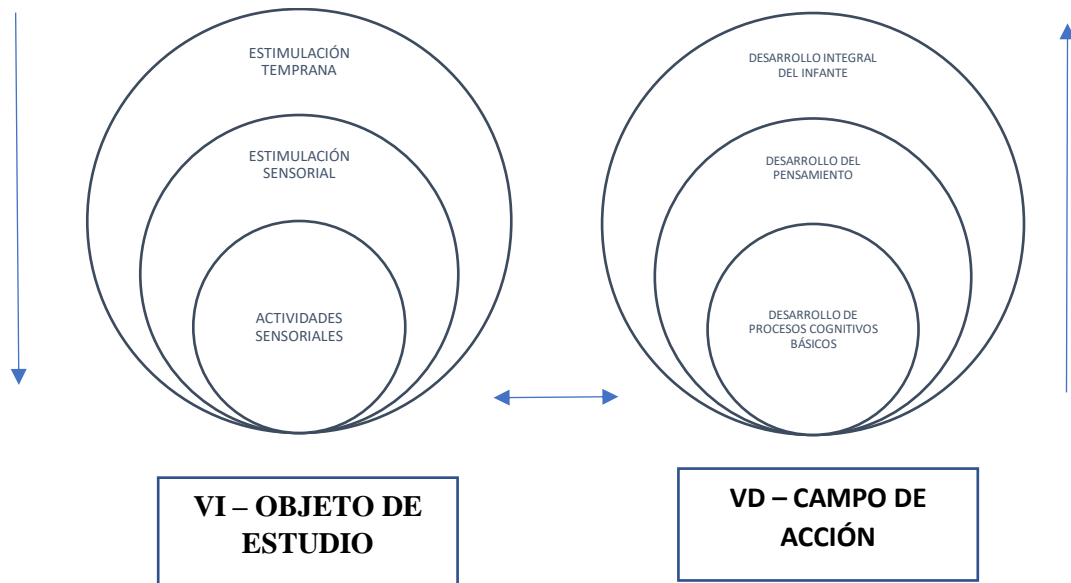 ESTIMULACIÓN
TEMPRANA
ESTIMULACIÓN
SENSORIAL
ACTIVIDADES
SENSORIALES
VI – OBJETO DE
ESTUDIO
DESARROLLO INTEGRAL
DEL INFANTE
DESARROLLO DEL
PENSAMIENTO
DESARROLLO DE
PROCESOS COGNITIVOS
BÁSICOS
VD – CAMPO DE
ACCIÓN